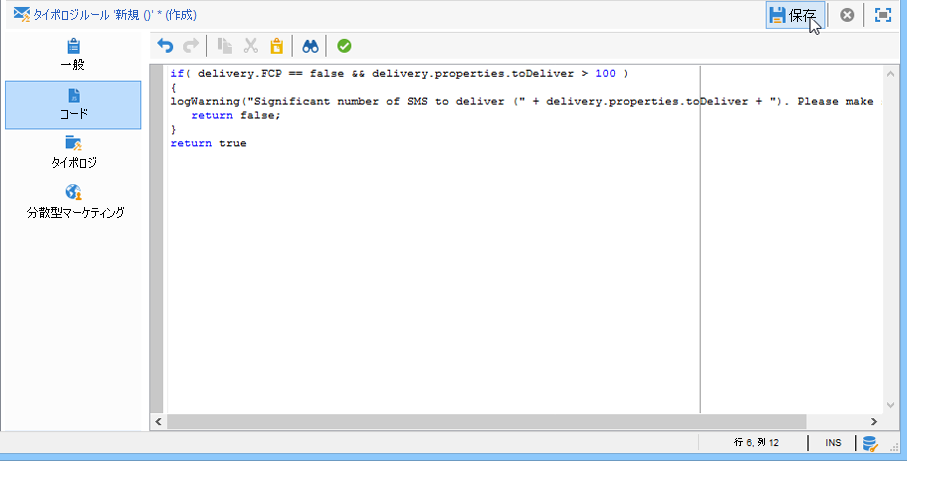 タイポロジルール '新規 ()' * (作成)
保存
一般
コード
タイポロジ
分散型マーケティング
if( delivery.FCP == false && delivery.properties.toDeliver > 100 )
{
logWarning("Significant number of SMS to deliver (" + delivery.properties.toDeliver + "). Please make
return false;
}
return true
行 6, 列 12
INS